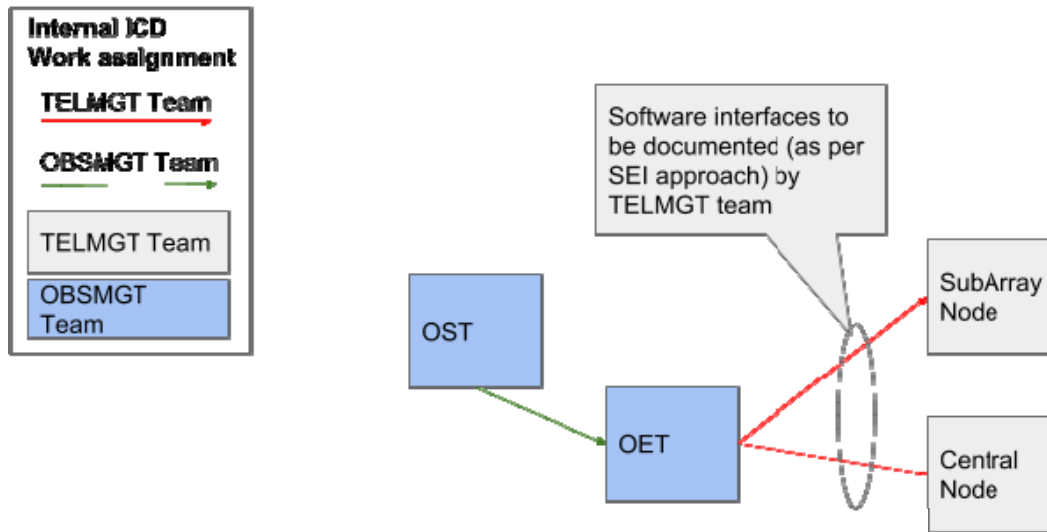 Internal ICD
Work assignment
TELMGT Team
OBSMGT Team
TELMGT Team
OBSMGT
Team
Software interfaces to
be documented (as per
SEI approach) by
TELMGT team
OST
OET
SubArray
Node
Central
Node